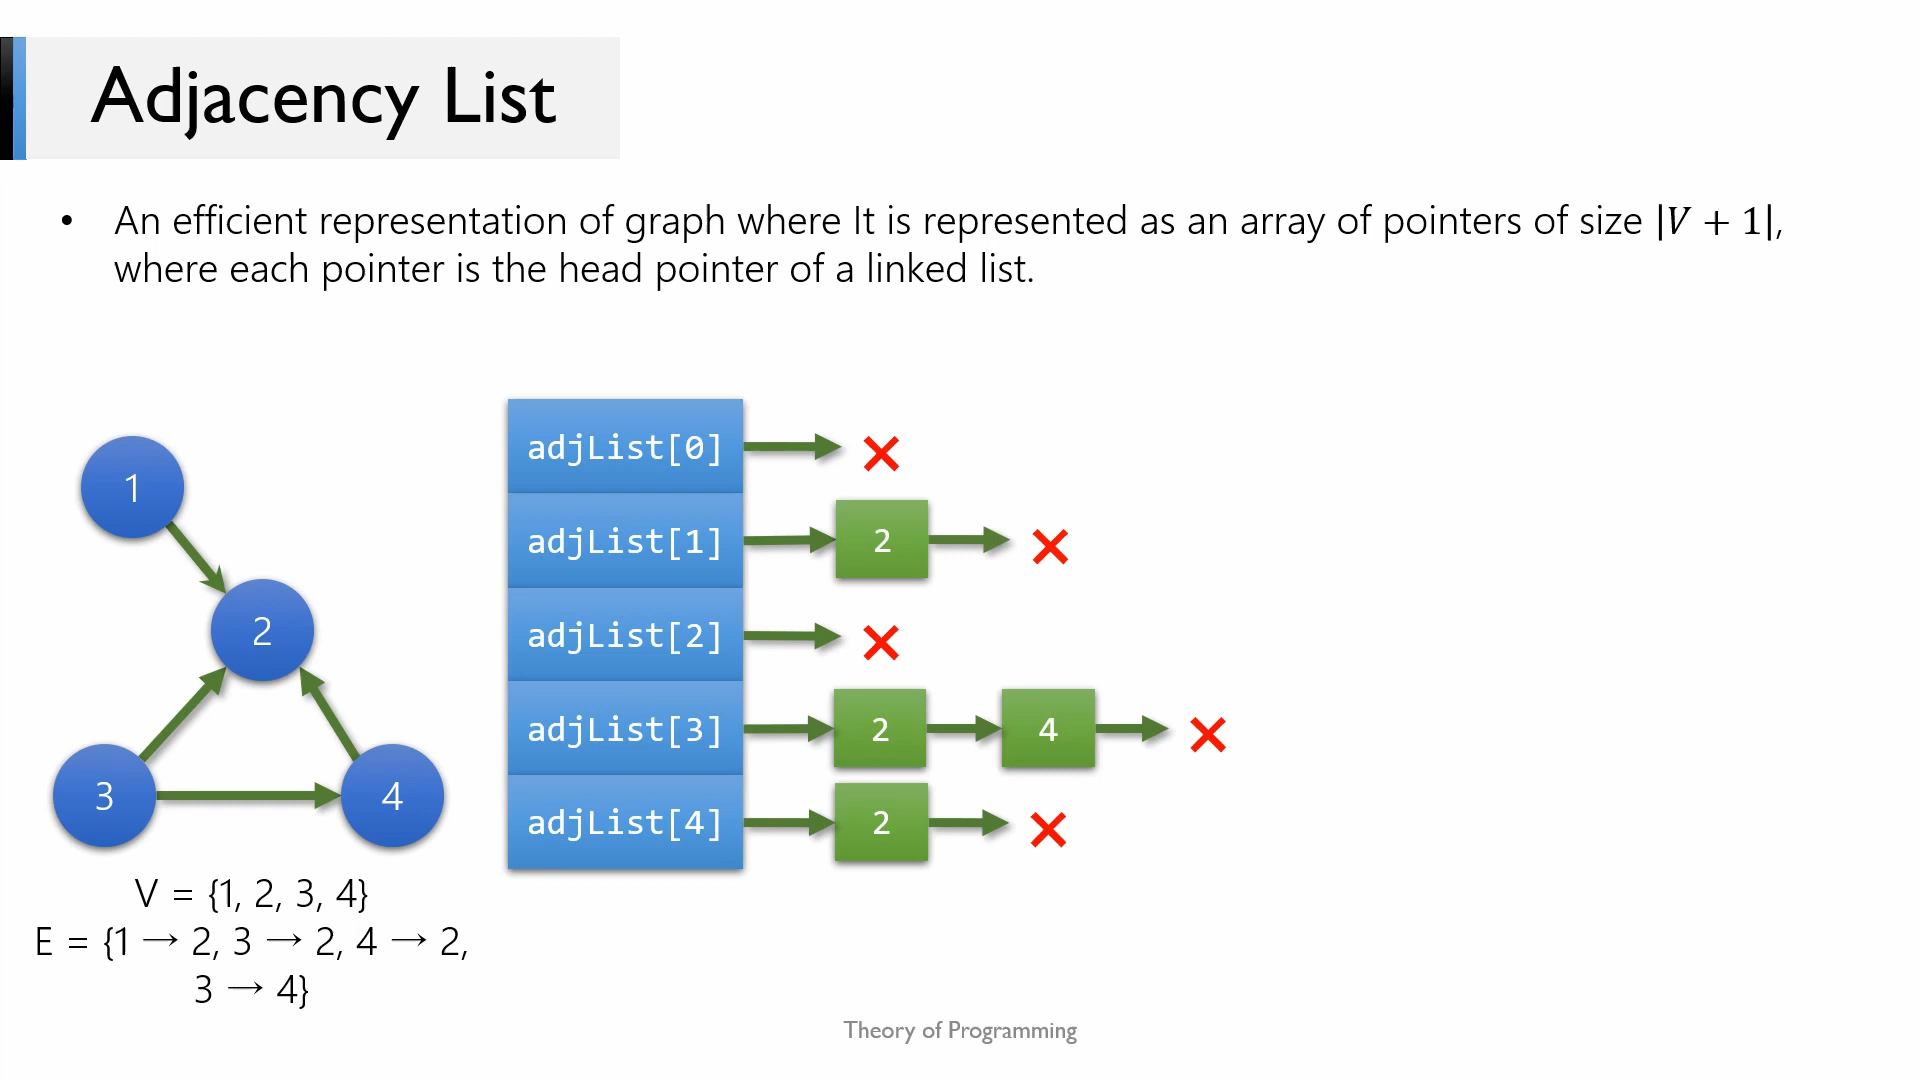 Adjacency List
• An efficient representation of graph where It is represented as an array of pointers of size |V + 1|,
where each pointer is the head pointer of a linked list.
1
2
3
4
V = {1, 2, 3, 4}
E = {1 → 2, 3 → 2, 4 → 2,
3 → 4}
adjList[0]
adjList[1] 2
adjList[2]
adjList[3] 2 4
adjList[4] 2
Theory of Programming